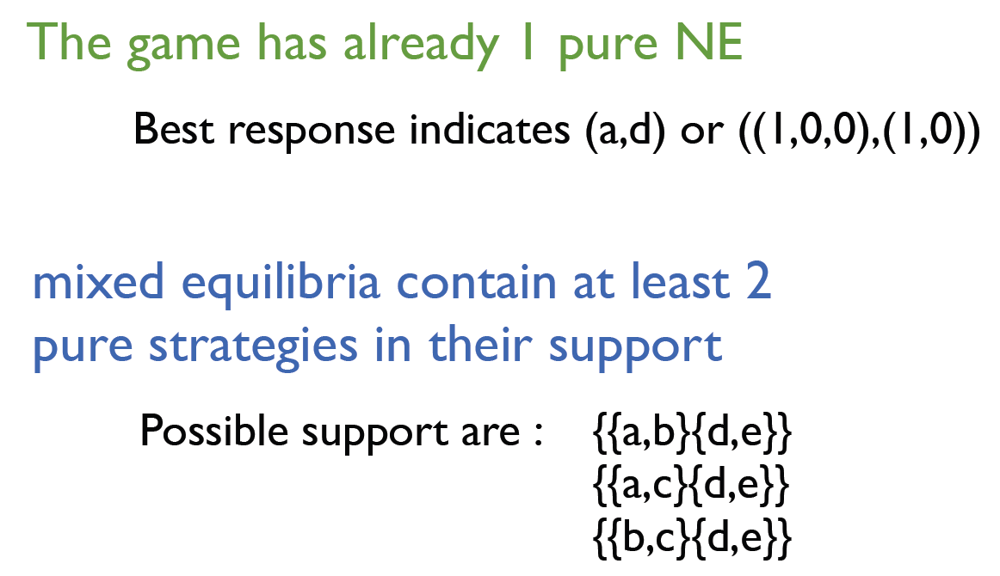 The game has already 1 pure NE
Best response indicates (a,d) or ((1,0,0),(1,0))
mixed equilibria contain at least 2
pure strategies in their support
Possible support are : {{a,b}{d,e}}
{{a,c}{d,e}}
{{b,c}{d,e}}